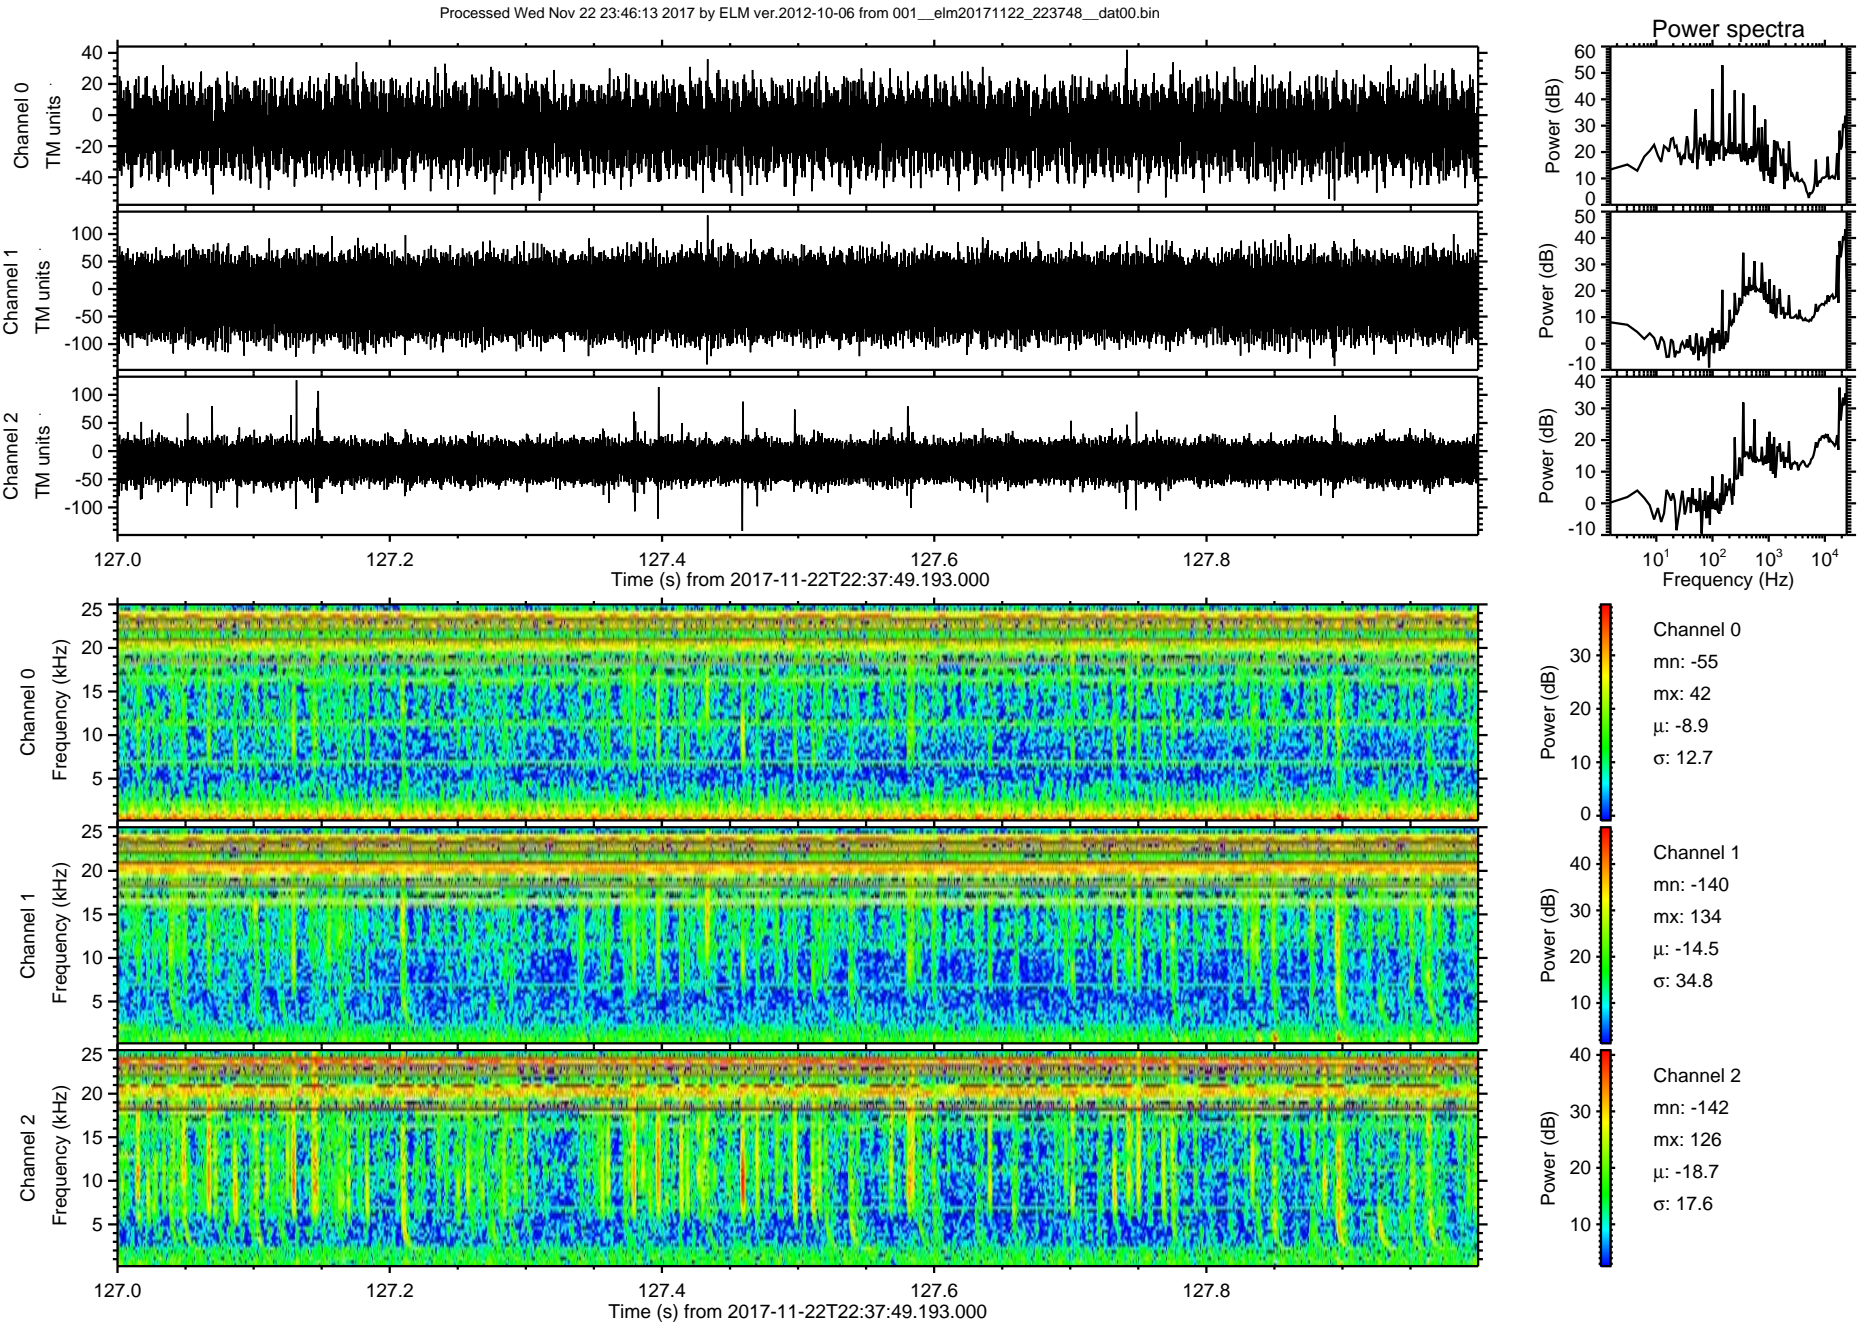 Processed Wed Nov 22 23:46:13 2017 by ELM ver.2012-10-06 from 001__elm20171122_223748__dat00.bin
Power spectra
Channel 0
TM units
40
20
0
-20
-40
Power (dB)
60
50
40
30
20
10
0
Channel 1
TM units
100
50
0
-50
-100
Power (dB)
50
40
30
20
10
0
-10
Channel 2
TM units
100
50
0
-50
-100
Power (dB)
40
30
20
10
0
-10
127.0 127.2 127.4 127.6 127.8
Time (s) from 2017-11-22T22:37:49.193.000
10¹ 10² 10³ 10⁴
Frequency (Hz)
Channel 0
Frequency (kHz)
25
20
15
10
5
Power (dB)
30
20
10
0
Channel 0
mn: -55
mx: 42
μ: -8.9
σ: 12.7
Channel 1
Frequency (kHz)
25
20
15
10
5
Power (dB)
40
30
20
10
Channel 1
mn: -140
mx: 134
μ: -14.5
σ: 34.8
Channel 2
Frequency (kHz)
25
20
15
10
5
Power (dB)
40
30
20
10
Channel 2
mn: -142
mx: 126
μ: -18.7
σ: 17.6
127.0 127.2 127.4 127.6 127.8
Time (s) from 2017-11-22T22:37:49.193.000